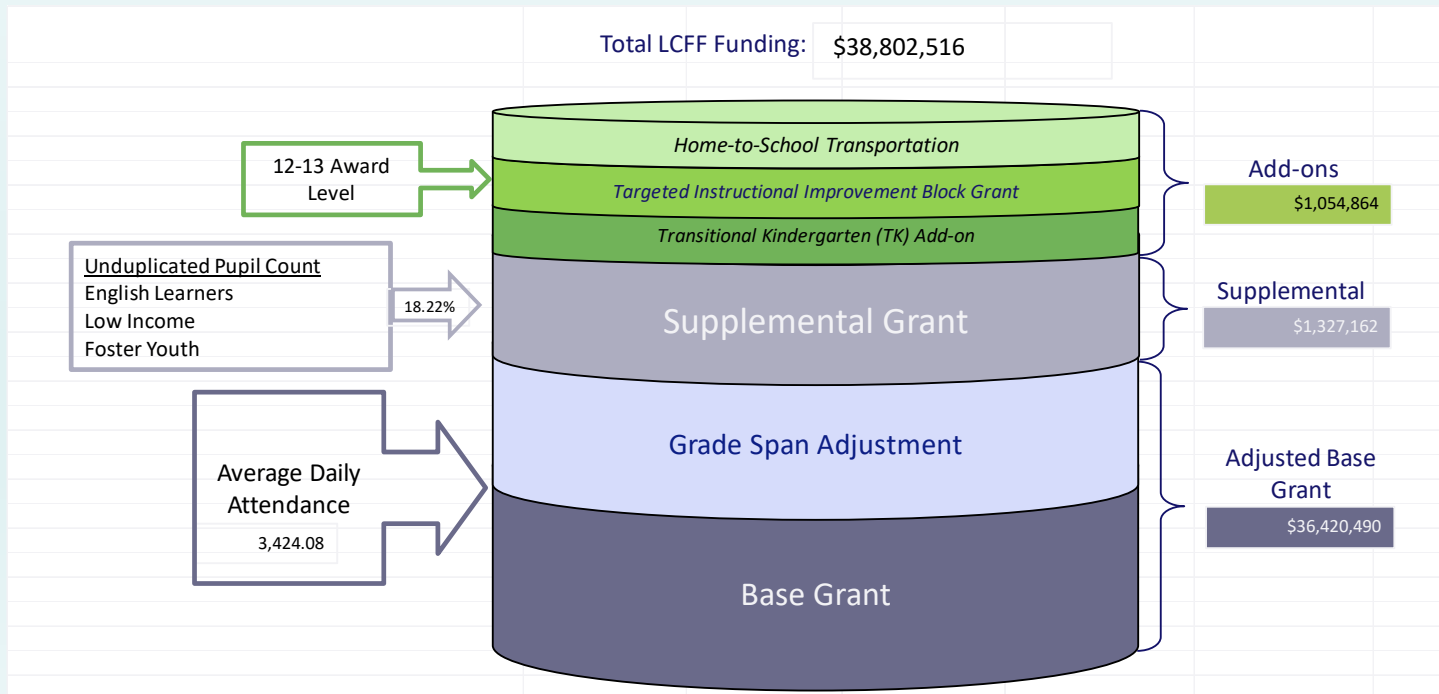 Total LCFF Funding: $38,802,516
Home-to-School Transportation
12-13 Award
Level
Targeted Instructional Improvement Block Grant
Add-ons
$1,054,864
Transitional Kindergarten (TK) Add-on
Unduplicated Pupil Count
English Learners
Low Income
Foster Youth
18.22%
Supplemental Grant
Supplemental
$1,327,162
Grade Span Adjustment
Average Daily
Attendance
3,424.08
Adjusted Base
Grant
$36,420,490
Base Grant